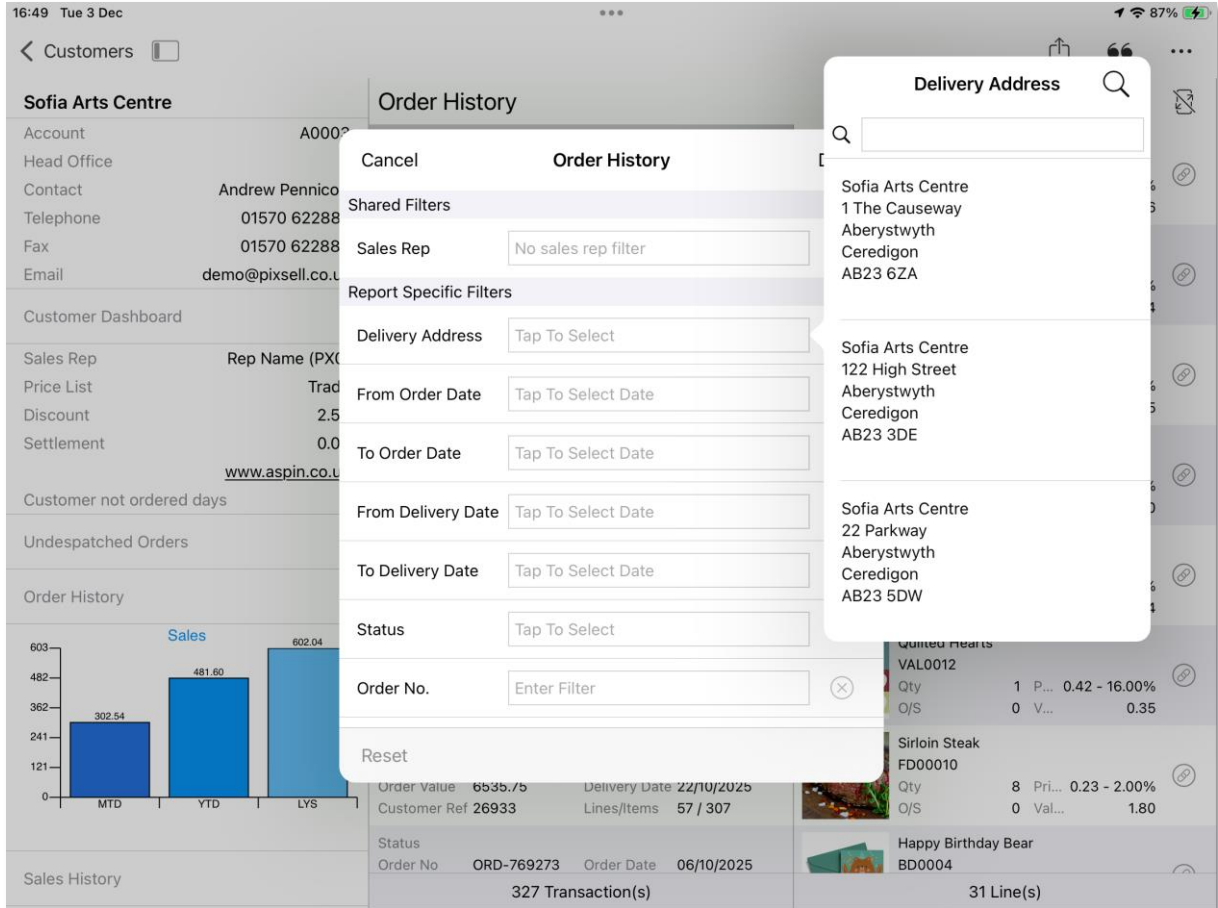 16:49 Tue 3 Dec
87%
Customers
Sofia Arts Centre
Account A0003
Head Office
Contact Andrew Pennico
Telephone 01570 62288
Fax 01570 62288
Email demo@pixsell.co.u
Customer Dashboard
Sales Rep Rep Name (PX0
Price List Trad
Discount 2.5
Settlement 0.0
www.aspin.co.u
Customer not ordered days
Undespatched Orders
Order History
Sales
603
482
362
241
121
0
302.54
481.60
602.04
MTD YTD LYS
Sales History
Order History
Cancel Order History
Shared Filters
Sales Rep No sales rep filter
Report Specific Filters
Delivery Address Tap To Select
From Order Date Tap To Select Date
To Order Date Tap To Select Date
From Delivery Date Tap To Select Date
To Delivery Date Tap To Select Date
Status Tap To Select
Order No. Enter Filter
Reset
Order Value 6535.75 Delivery Date 22/10/2025
Customer Ref 26933 Lines/Items 57 / 307
Status
Order No ORD-769273 Order Date 06/10/2025
327 Transaction(s)
Delivery Address
Sofia Arts Centre
1 The Causeway
Aberystwyth
Ceredigon
AB23 6ZA
Sofia Arts Centre
122 High Street
Aberystwyth
Ceredigon
AB23 3DE
Sofia Arts Centre
22 Parkway
Aberystwyth
Ceredigon
AB23 5DW
Quilted Hearts
VAL0012
Qty 1 P... 0.42 - 16.00%
O/S 0 V... 0.35
Sirloin Steak
FD00010
Qty 8 Pri... 0.23 - 2.00%
O/S 0 Val... 1.80
Happy Birthday Bear
BD0004
31 Line(s)